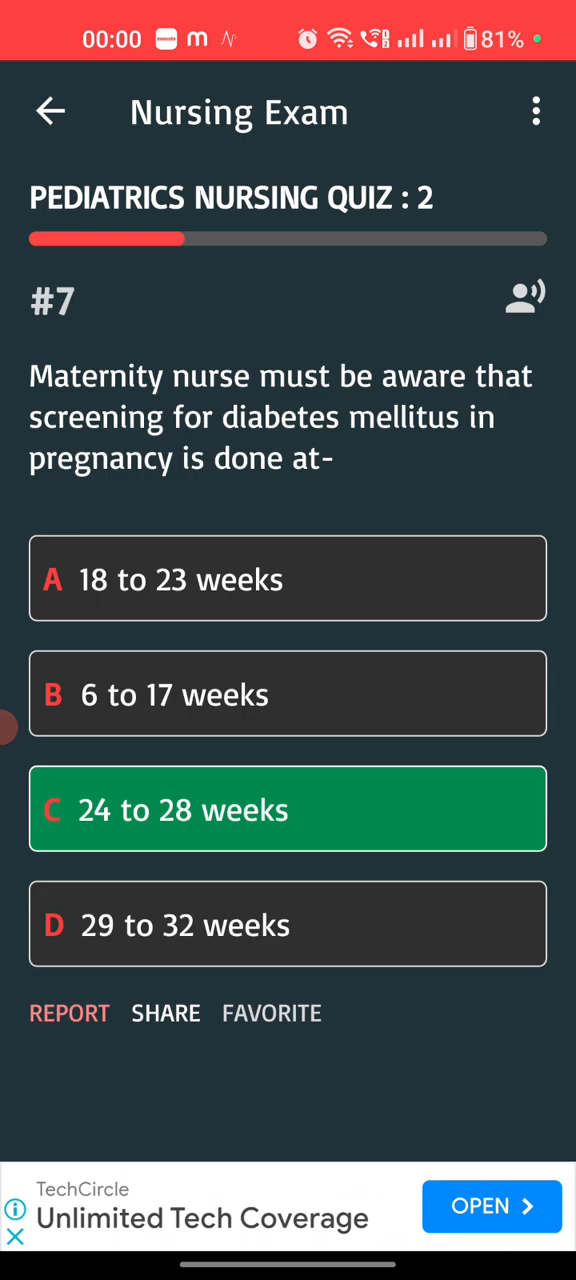 00:00 m 81%
Nursing Exam
PEDIATRICS NURSING QUIZ : 2
#7
Maternity nurse must be aware that
screening for diabetes mellitus in
pregnancy is done at-
A 18 to 23 weeks
B 6 to 17 weeks
C 24 to 28 weeks
D 29 to 32 weeks
REPORT SHARE FAVORITE
TechCircle
Unlimited Tech Coverage
OPEN